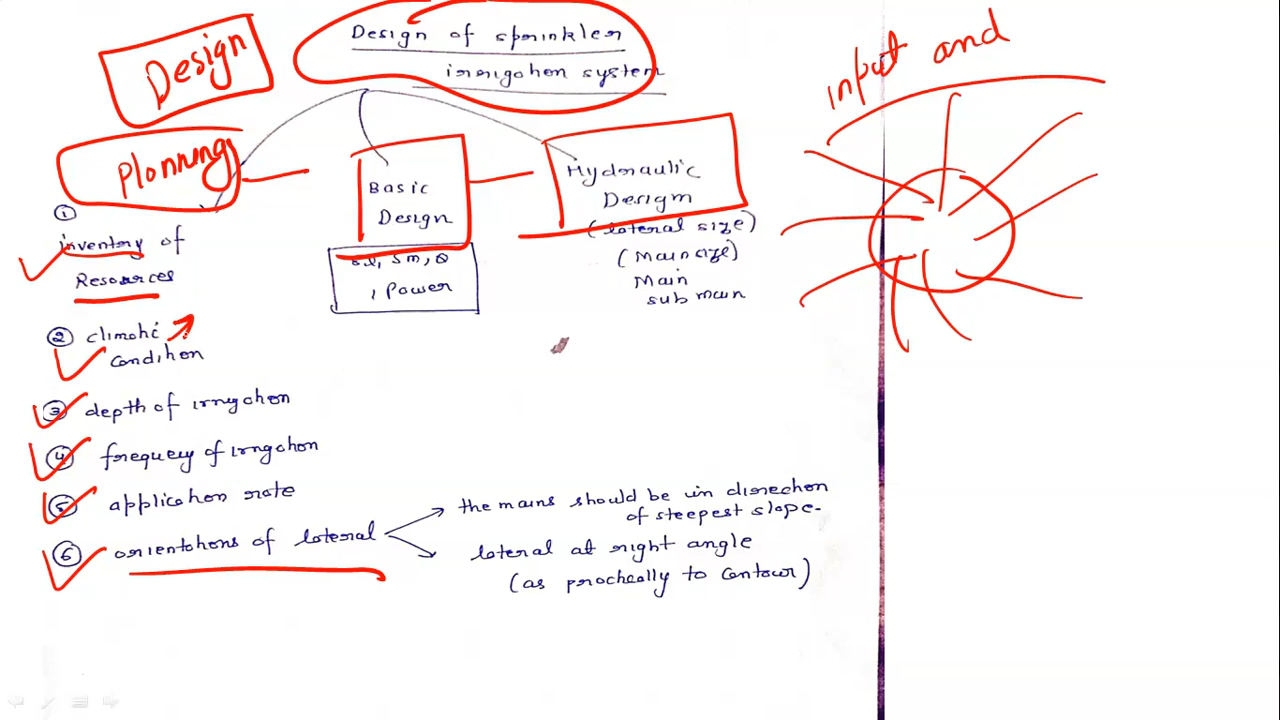 Design
Design of sprinkler
irrigation system
input and
Planning
Basic
Design
Hydraulic
Design
(lateral size)
(Main size)
Main
sub main
Sl, Sm, Q
, Power
① inventory of
Resources
② climatic
Condition
③ depth of irrigation
④ frequency of irrigation
⑤ application rate
⑥ orientations of lateral
the mains should be in direction
of steepest slope.
lateral at right angle
(as practically to contour)